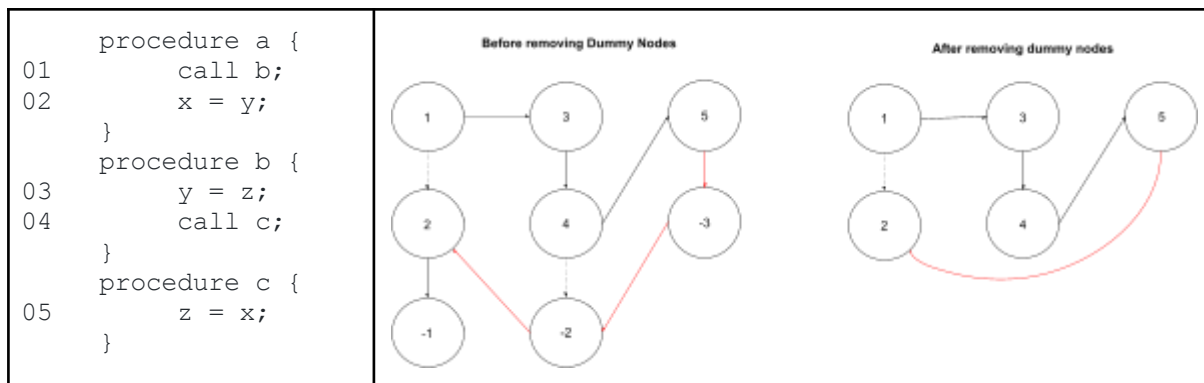 procedure a {
01 call b;
02 x = y;
}
procedure b {
03 y = z;
04 call c;
}
procedure c {
05 z = x;
}
Before removing Dummy Nodes
1 3 5
2 4 -3
-1 -2
After removing dummy nodes
1 3 5
2 4